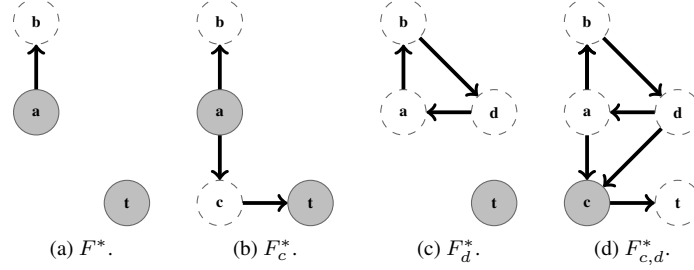 b b b b
a a a d a d
t c t t c t
(a) F*. (b) F*_c. (c) F*_d. (d) F*_{c,d}.